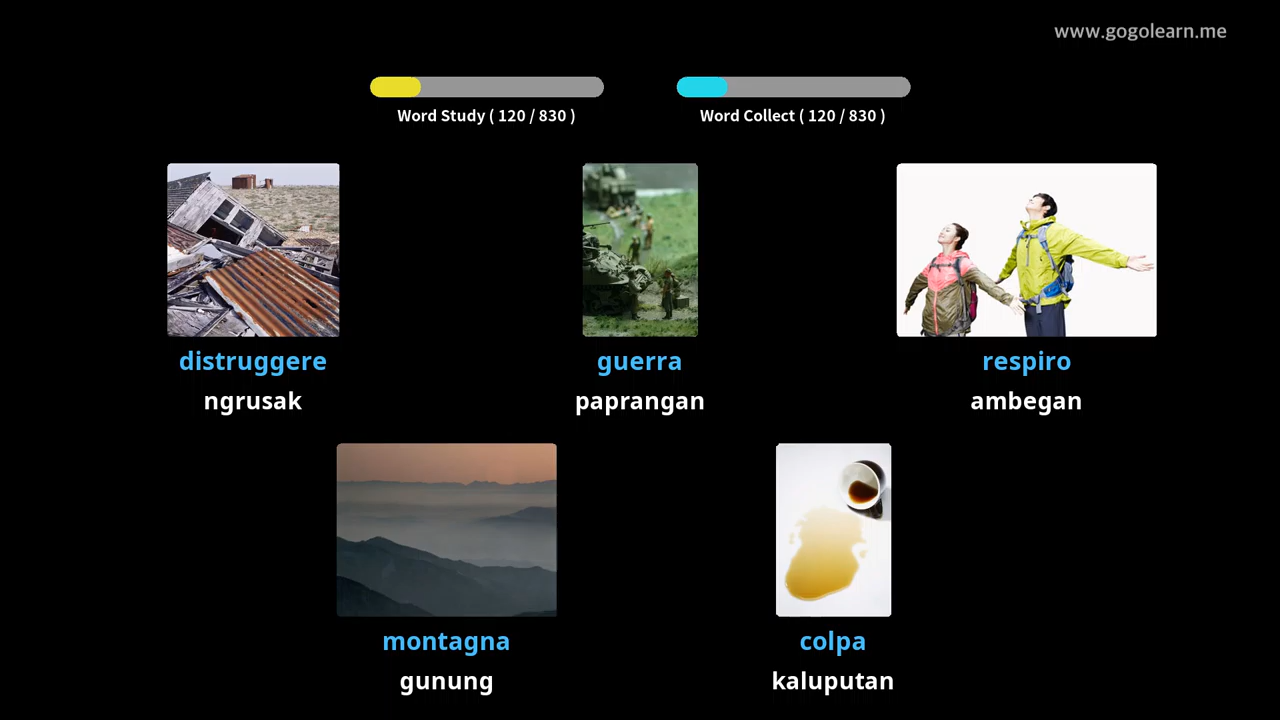 www.gogolearn.me
Word Study ( 120 / 830 )
Word Collect ( 120 / 830 )
distruggere
ngrusak
guerra
paprangan
respiro
ambegan
montagna
gunung
colpa
kaluputan